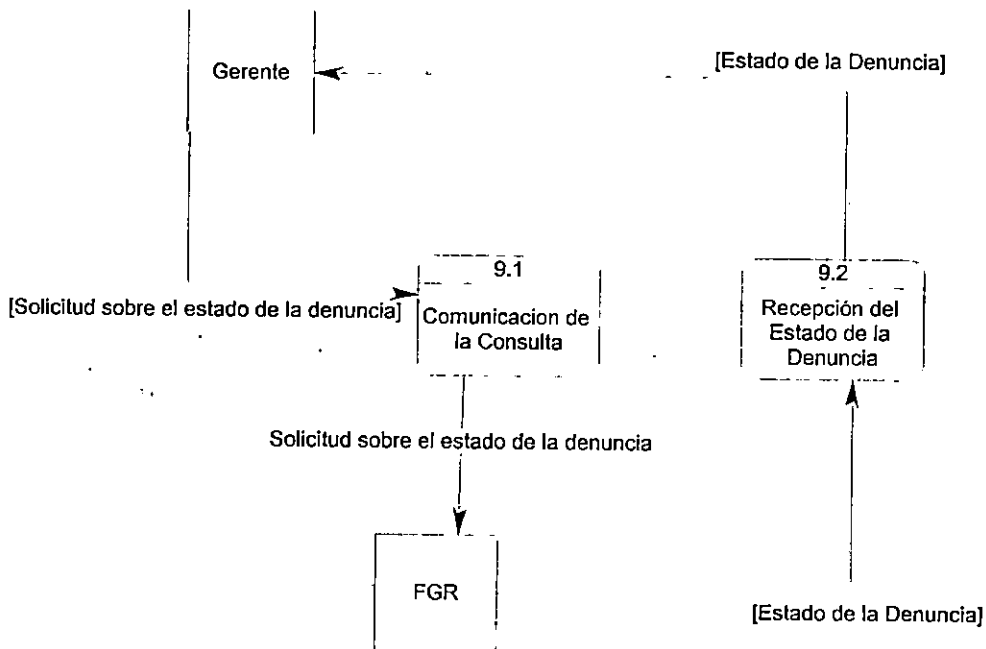 Gerente
[Estado de la Denuncia]
9.1
9.2
[Solicitud sobre el estado de la denuncia]
Comunicacion de
la Consulta
Recepción del
Estado de la
Denuncia
Solicitud sobre el estado de la denuncia
FGR
[Estado de la Denuncia]